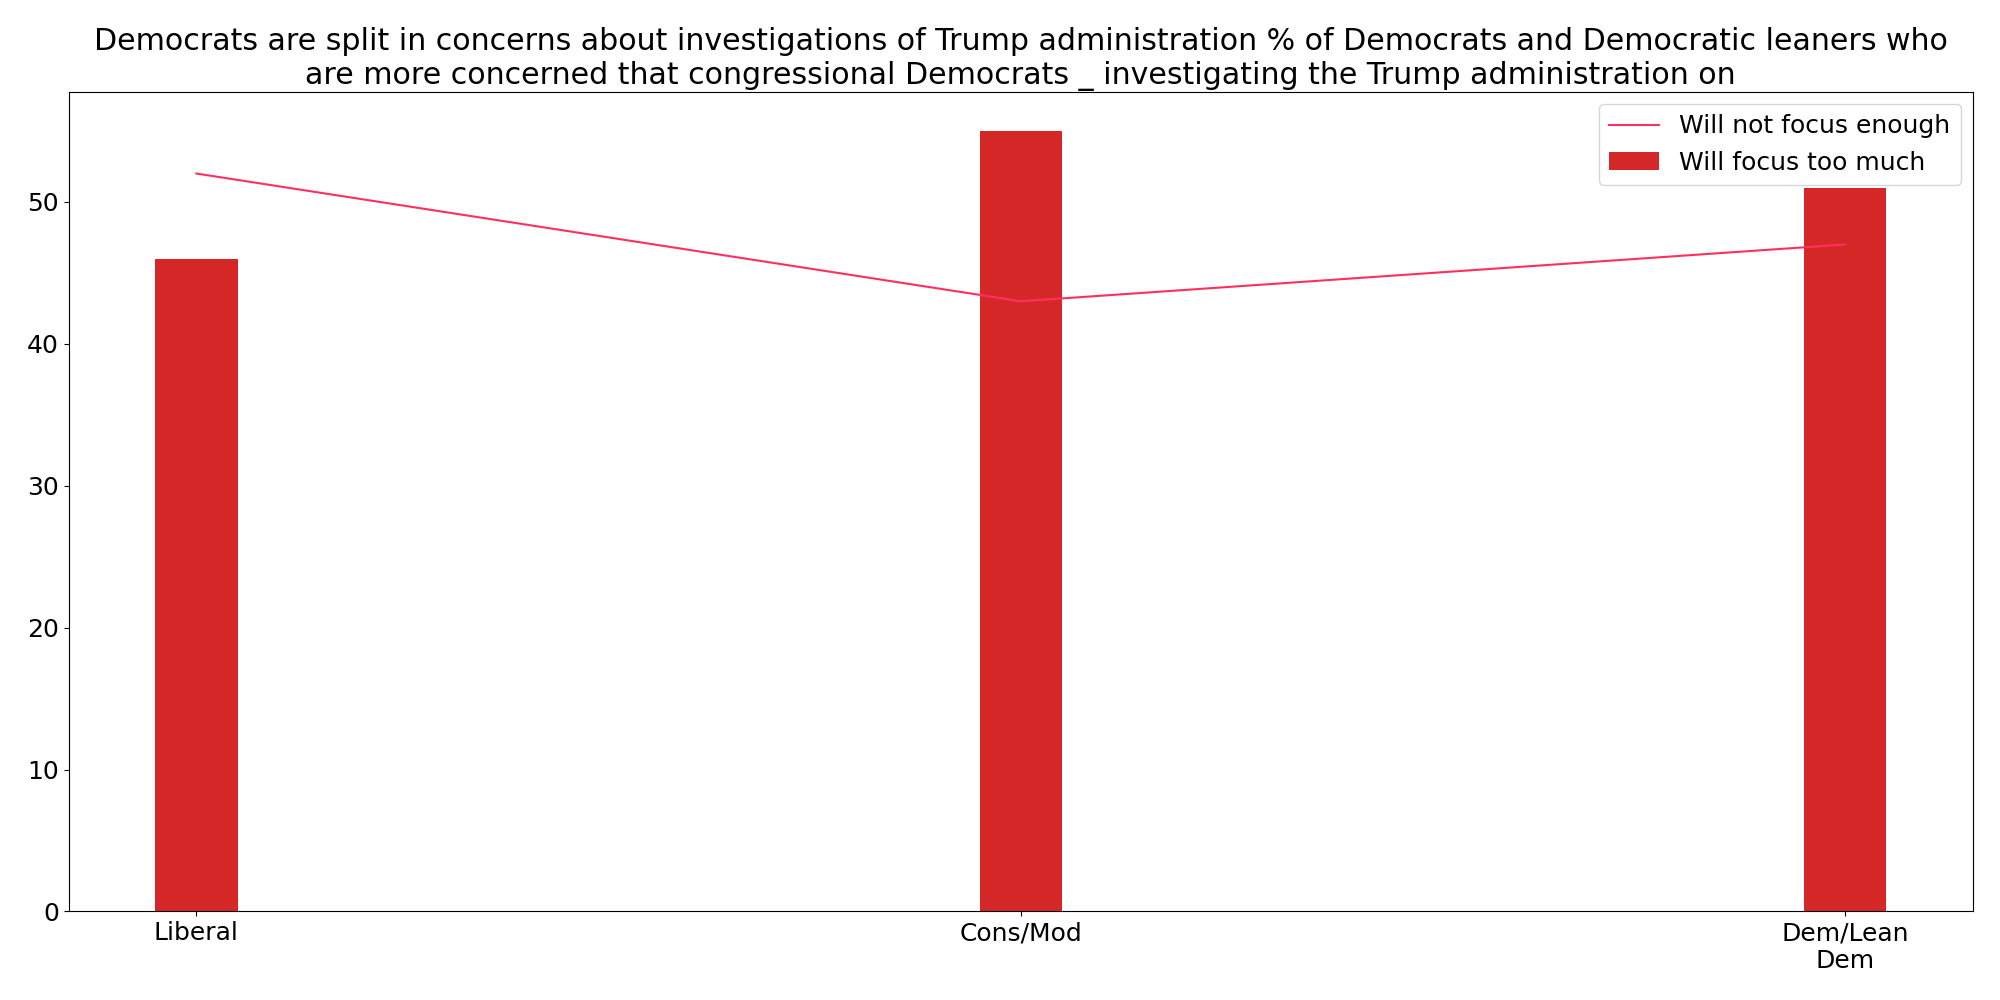 Democrats are split in concerns about investigations of Trump administration % of Democrats and Democratic leaners who
are more concerned that congressional Democrats _ investigating the Trump administration on
Will not focus enough
Will focus too much
50
40
30
20
10
0
Liberal
Cons/Mod
Dem/Lean
Dem